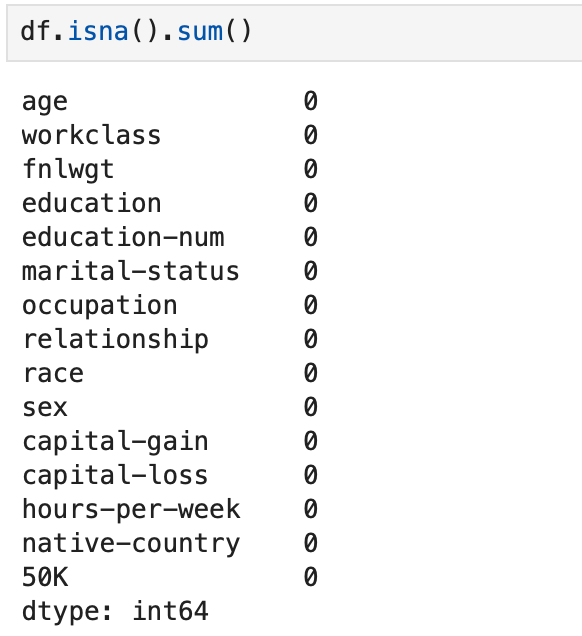 df.isna().sum()
age 0
workclass 0
fnlwgt 0
education 0
education-num 0
marital-status 0
occupation 0
relationship 0
race 0
sex 0
capital-gain 0
capital-loss 0
hours-per-week 0
native-country 0
50K 0
dtype: int64